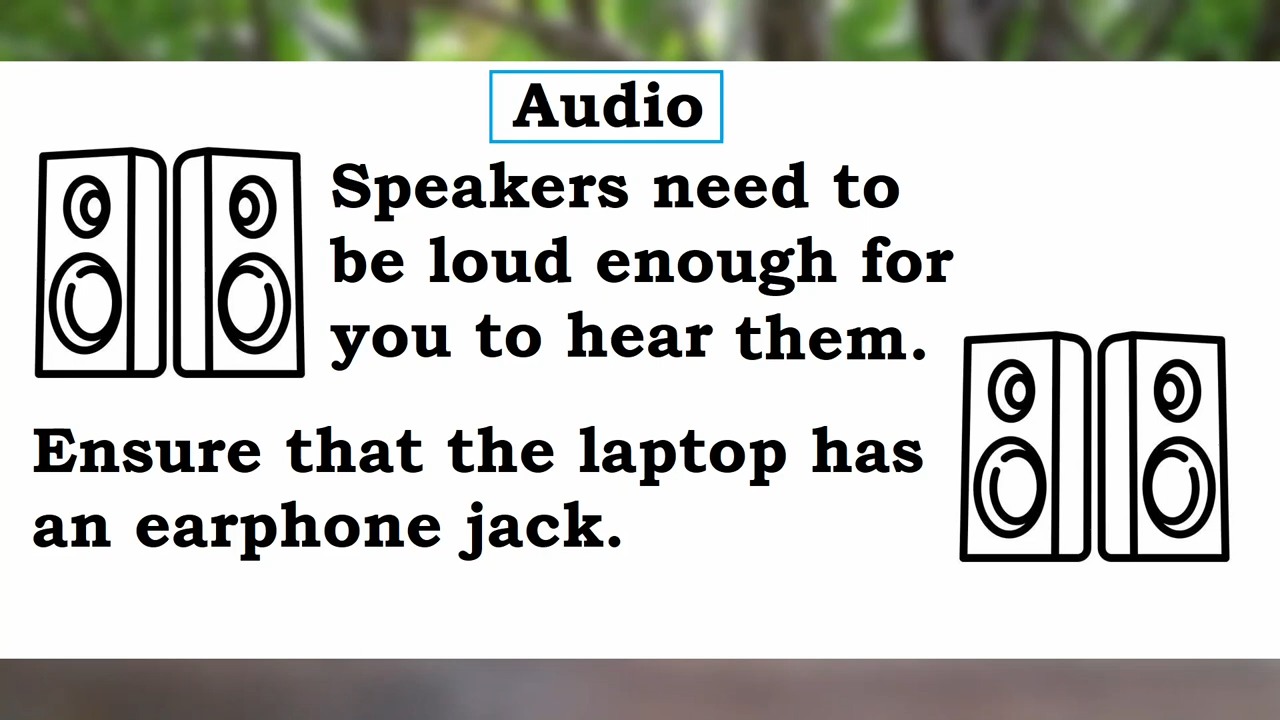 Audio
Speakers need to
be loud enough for
you to hear them.
Ensure that the laptop has
an earphone jack.